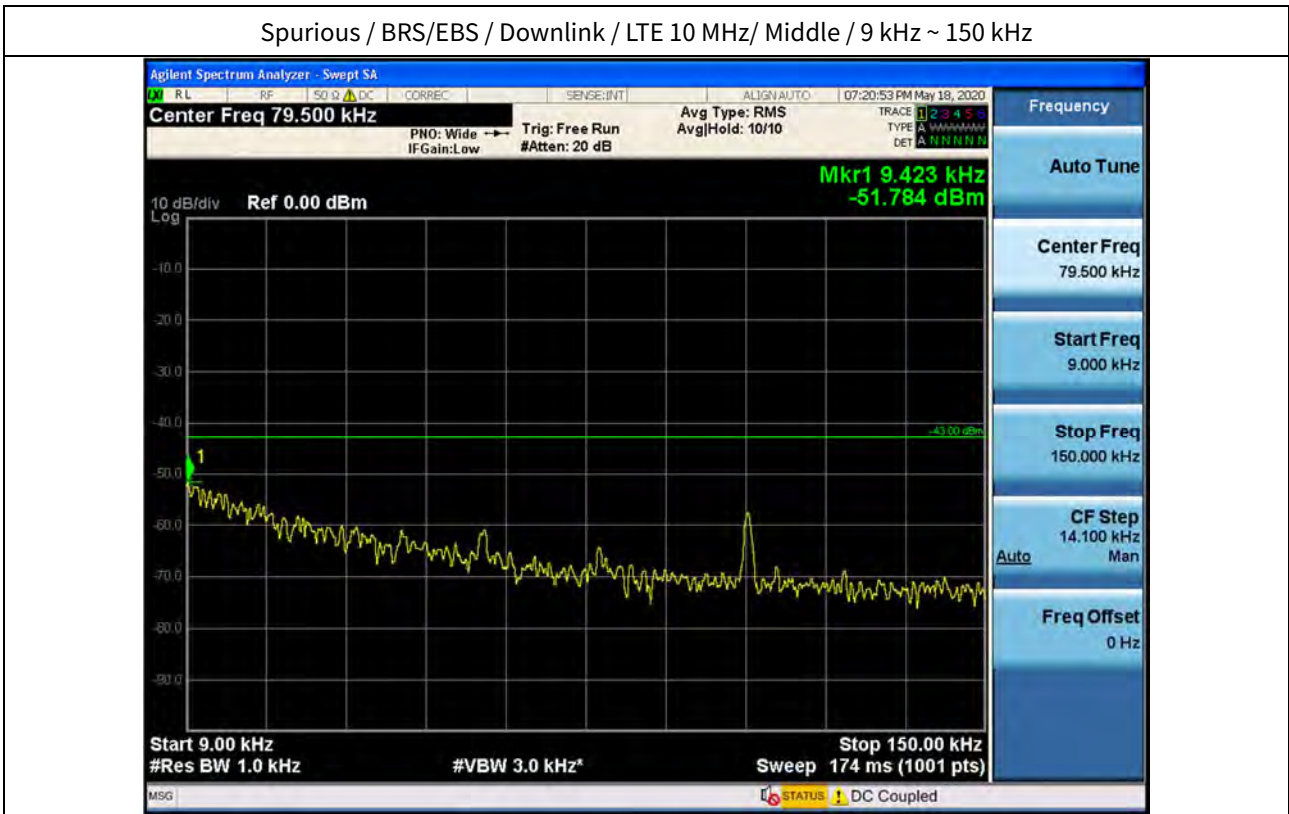 Spurious / BRS/EBS / Downlink / LTE 10 MHz/ Middle / 9 kHz ~ 150 kHz
Agilent Spectrum Analyzer - Swept SA
LXI RL RF 50 Ω DC CORREC SENSE:INT ALIGN AUTO 07:20:53 PM May 18, 2020
Center Freq 79.500 kHz
PNO: Wide
IFGain:Low
Trig: Free Run
#Atten: 20 dB
Avg Type: RMS
Avg|Hold: 10/10
TRACE 1 2 3 4 5 6
TYPE A WWWWW
DET A N N N N N
Frequency
Mkr1 9.423 kHz
-51.784 dBm
10 dB/div Ref 0.00 dBm
Log
-10.0
-20.0
-30.0
-40.0
-43.00 dBm
1
-50.0
-60.0
-70.0
-80.0
-90.0
Start 9.00 kHz Stop 150.00 kHz
#Res BW 1.0 kHz #VBW 3.0 kHz* Sweep 174 ms (1001 pts)
Auto Tune
Center Freq
79.500 kHz
Start Freq
9.000 kHz
Stop Freq
150.000 kHz
CF Step
14.100 kHz
Auto Man
Freq Offset
0 Hz
MSG STATUS DC Coupled